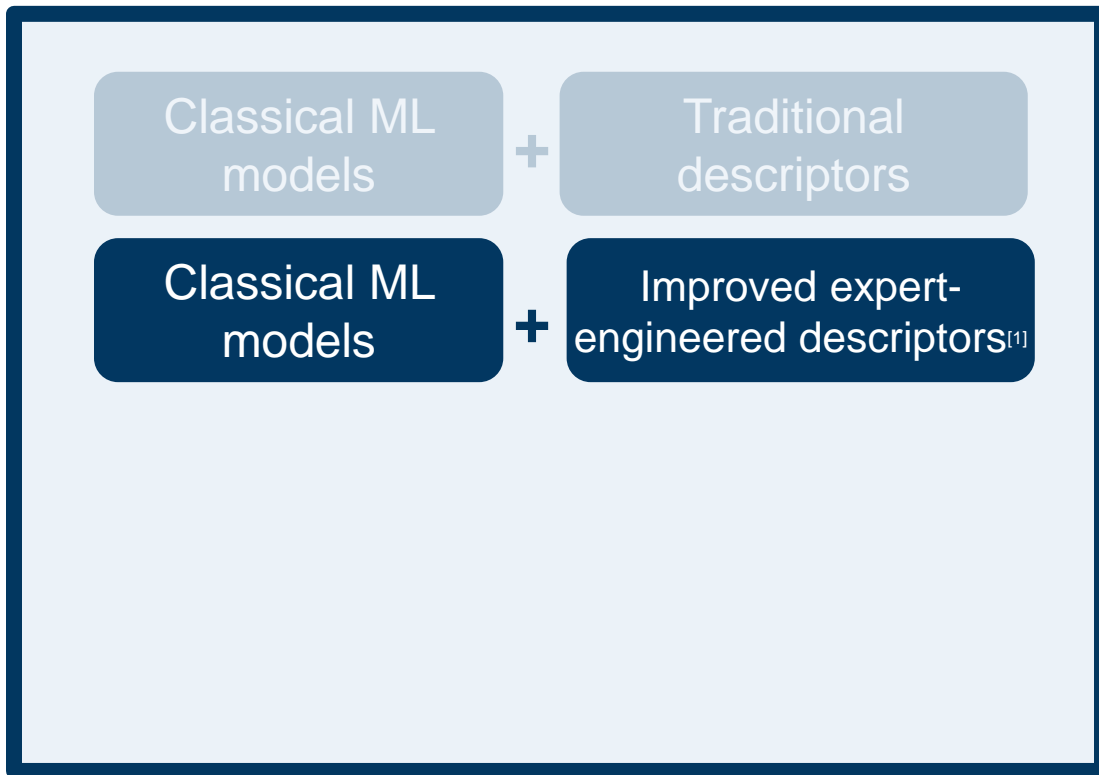 Classical ML
models
+
Traditional
descriptors
Classical ML
models
+
Improved expert-
engineered descriptors[1]